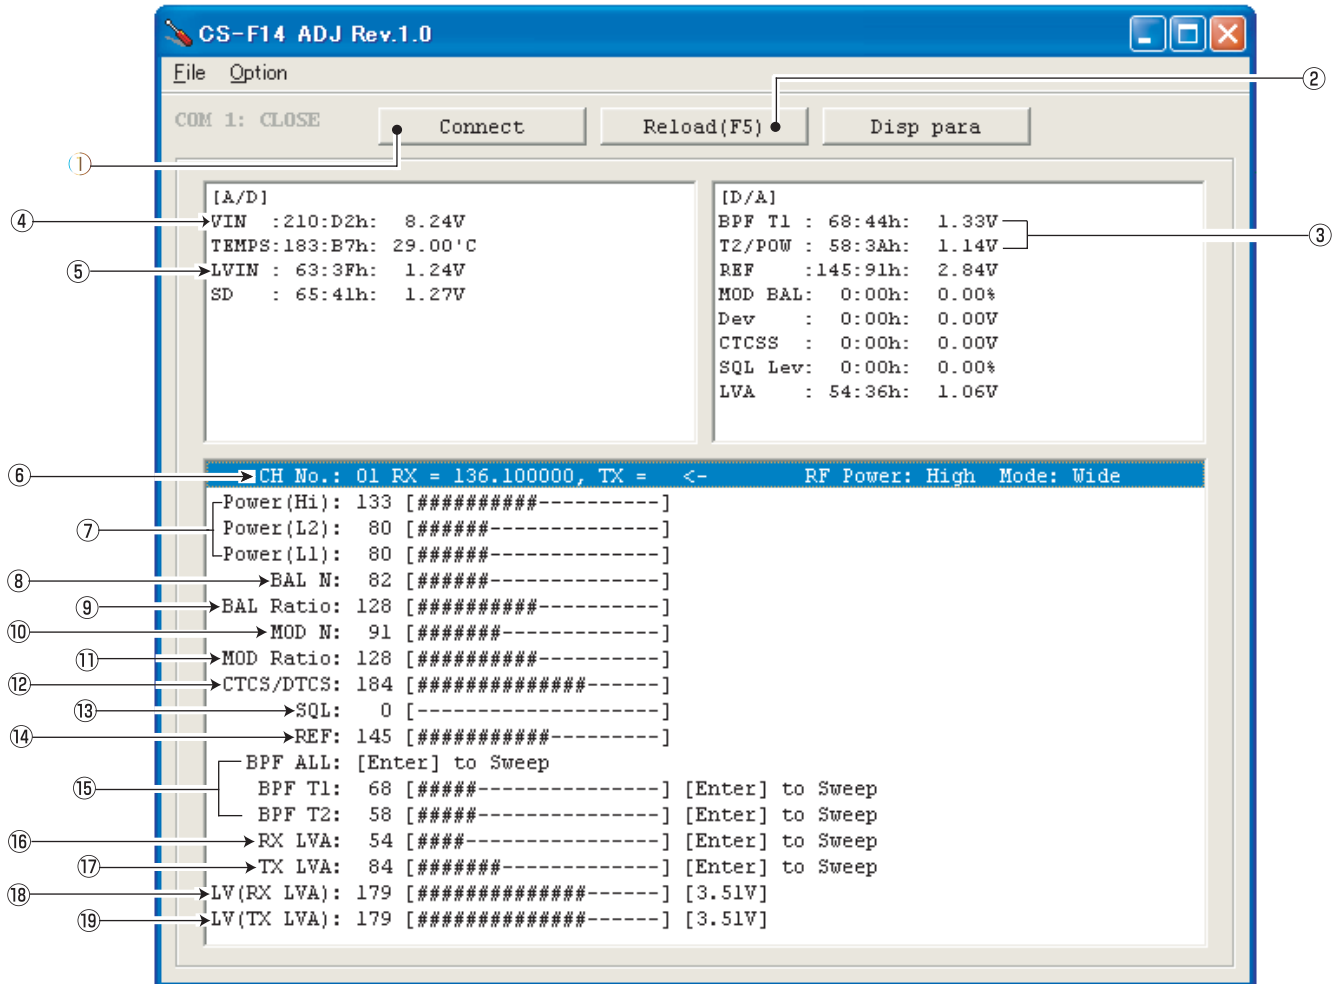 CS-F14 ADJ Rev.1.0
File Option
②
COM 1: CLOSE Connect Reload(F5) Disp para
①
[A/D]
④ VIN :210:D2h: 8.24V
TEMPS:183:B7h: 29.00'C
⑤ LVIN : 63:3Fh: 1.24V
SD : 65:41h: 1.27V
[D/A]
BPF T1 : 68:44h: 1.33V
T2/POW : 58:3Ah: 1.14V
③
REF :145:91h: 2.84V
MOD BAL: 0:00h: 0.00%
Dev : 0:00h: 0.00V
CTCSS : 0:00h: 0.00V
SQL Lev: 0:00h: 0.00%
LVA : 54:36h: 1.06V
⑥ CH No.: 01 RX = 136.100000, TX = <- RF Power: High Mode: Wide
Power(Hi): 133 [##########----------]
⑦ Power(L2): 80 [######--------------]
Power(L1): 80 [######--------------]
⑧ BAL N: 82 [######--------------]
⑨ BAL Ratio: 128 [##########----------]
⑩ MOD N: 91 [#######-------------]
⑪ MOD Ratio: 128 [##########----------]
⑫ CTCS/DTCS: 184 [##############------]
⑬ SQL: 0 [--------------------]
⑭ REF: 145 [###########---------]
BPF ALL: [Enter] to Sweep
⑮ BPF T1: 68 [#####---------------] [Enter] to Sweep
BPF T2: 58 [#####---------------] [Enter] to Sweep
⑯ RX LVA: 54 [####----------------] [Enter] to Sweep
⑰ TX LVA: 84 [#######-------------] [Enter] to Sweep
⑱ LV(RX LVA): 179 [##############------] [3.51V]
⑲ LV(TX LVA): 179 [##############------] [3.51V]